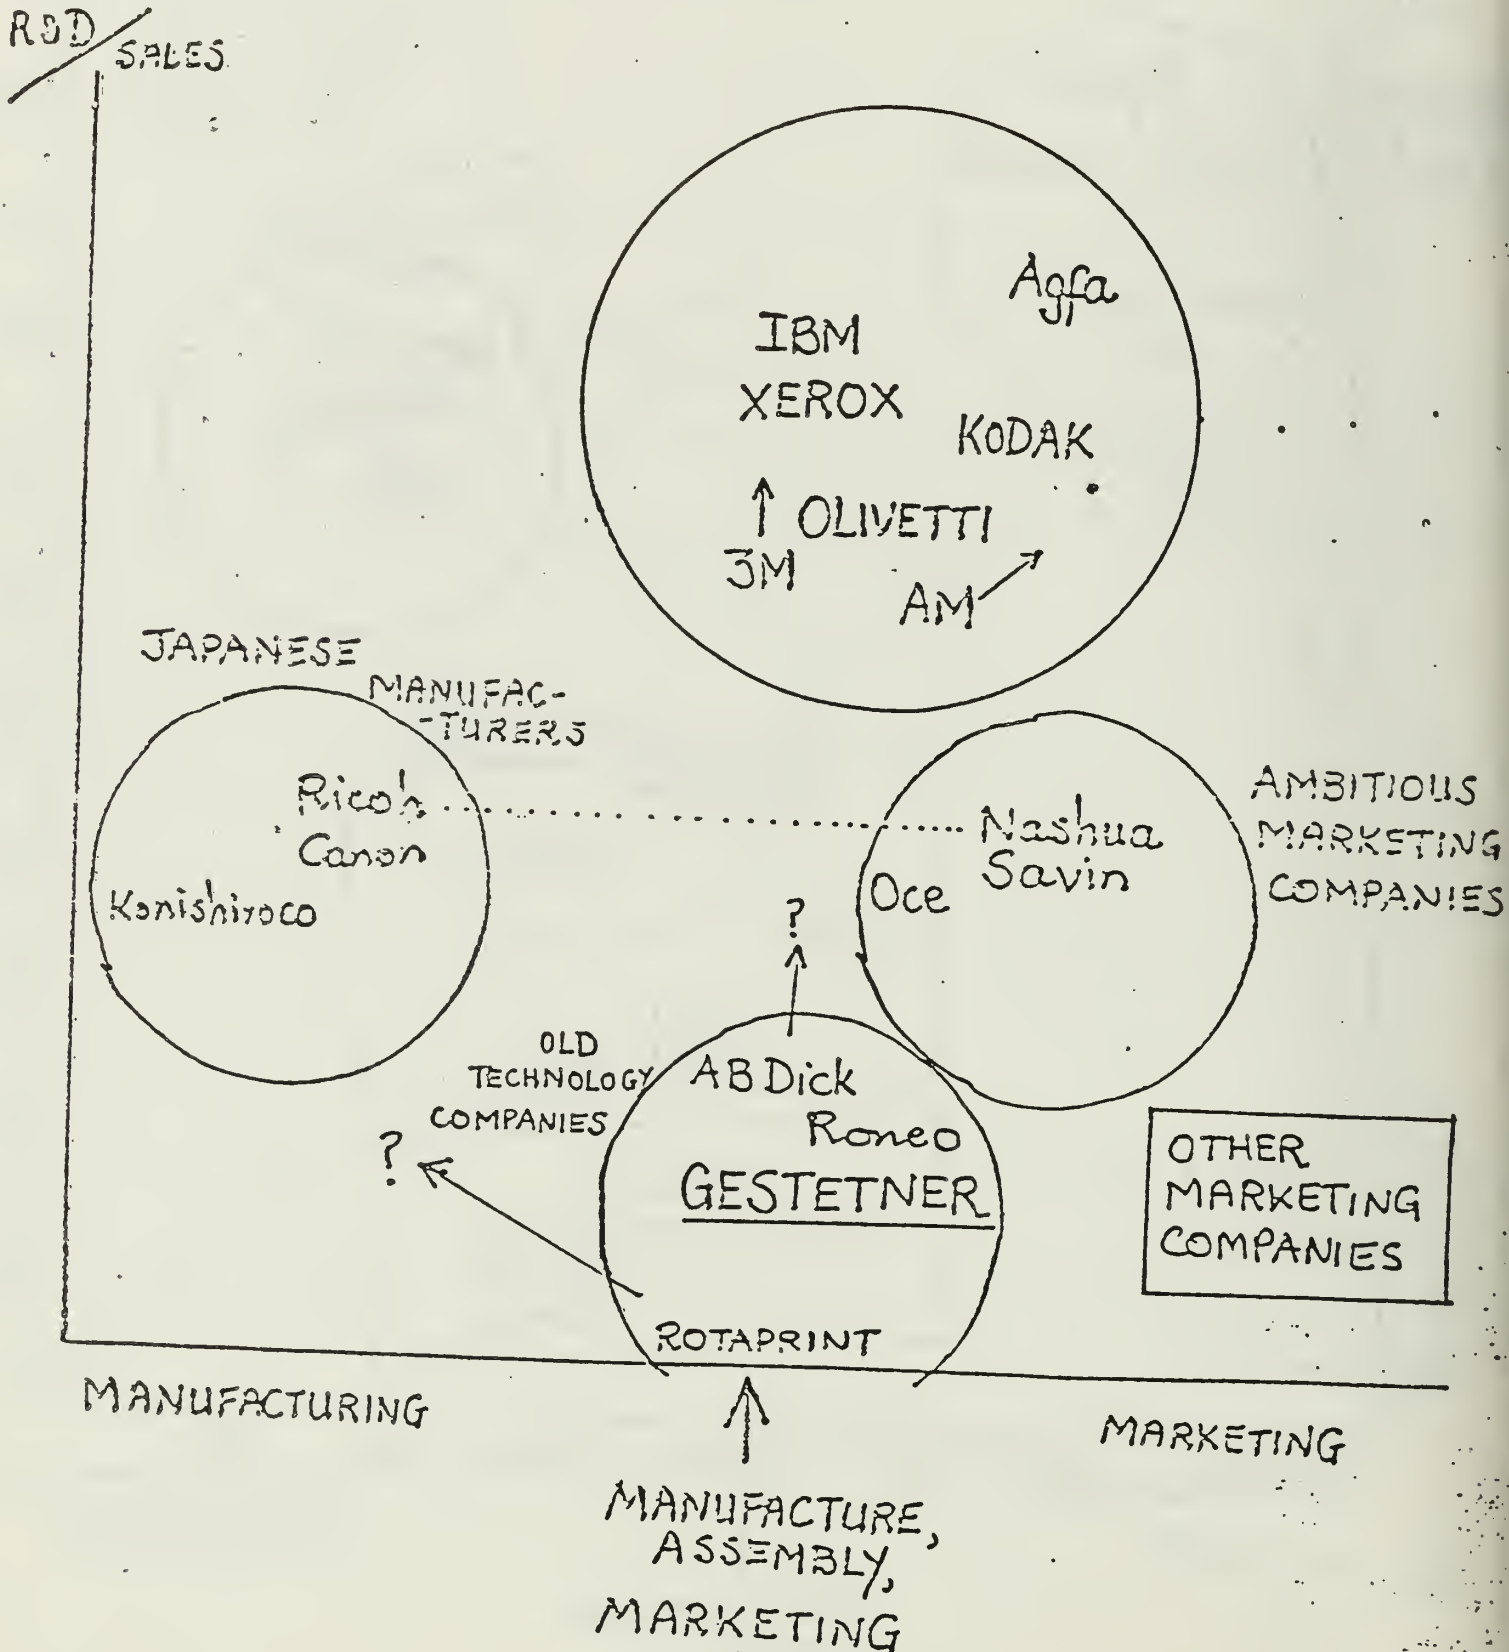 R&D
SALES
Agfa
IBM
XEROX
KODAK
↑ OLIVETTI
3M
AM
JAPANESE
MANUFAC-
-TURERS
Ricoh
Canon
Konishiroco
Nashua
Savin
Oce
AMBITIOUS
MARKETING
COMPANIES
?
OLD
TECHNOLOGY
COMPANIES
?
AB Dick
Roneo
GESTETNER
ROTAPRINT
OTHER
MARKETING
COMPANIES
MANUFACTURING
MARKETING
MANUFACTURE,
ASSEMBLY,
MARKETING